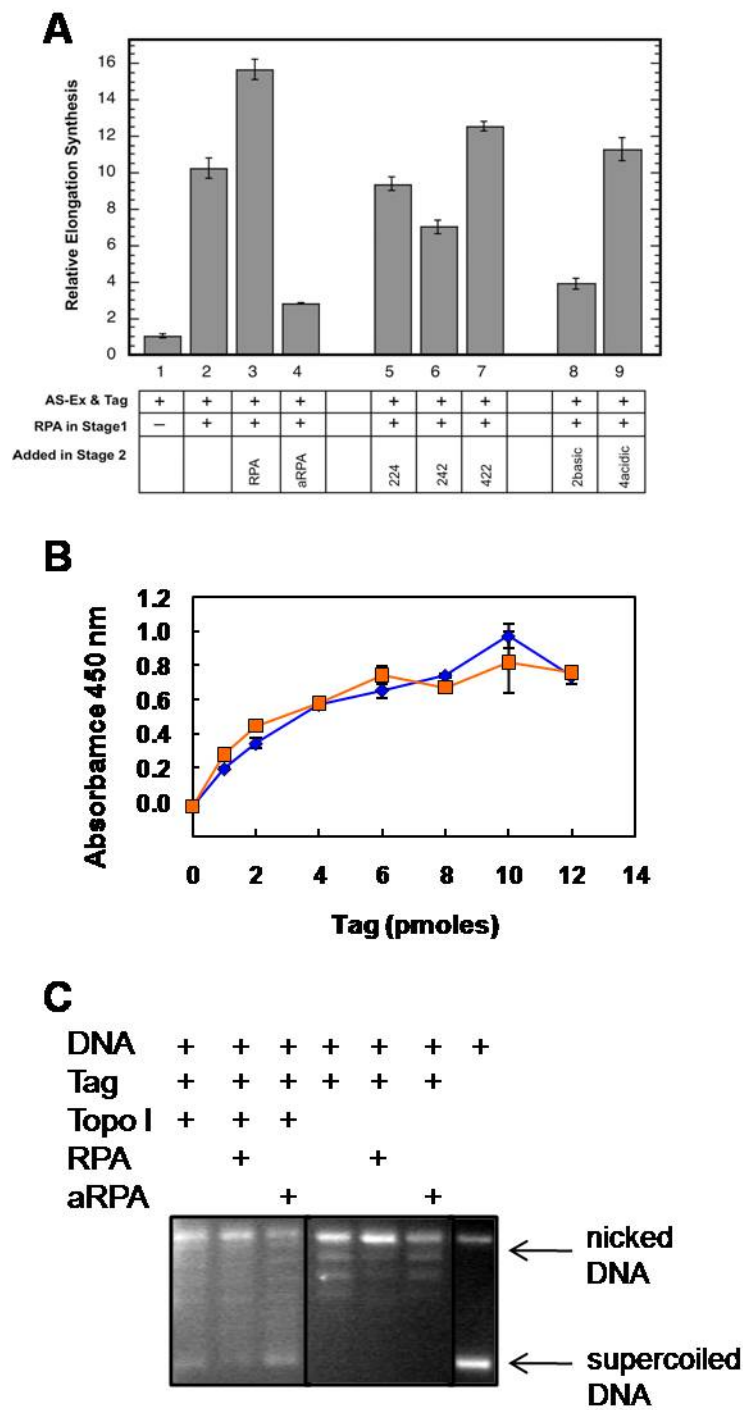 A
Relative Elongation Synthesis
16
14
12
10
8
6
4
2
0
1 2 3 4 5 6 7 8 9
AS-Ex & Tag + + + + + + + + +
RPA in Stage1 – + + + + + + + +
Added in Stage 2 RPA aRPA 224 242 422 2basic 4acidic
B
Absorbamce 450 nm
1.2
1.0
0.8
0.6
0.4
0.2
0.0
0 2 4 6 8 10 12 14
Tag (pmoles)
C
DNA + + + + + + +
Tag + + + + + +
Topo I + + +
RPA + +
aRPA + +
nicked
DNA
supercoiled
DNA